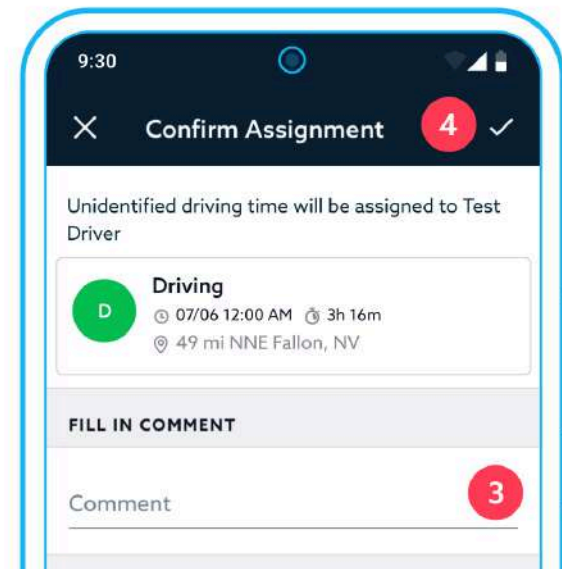 9:30
Confirm Assignment 4
Unidentified driving time will be assigned to Test
Driver
D
Driving
07/06 12:00 AM 3h 16m
49 mi NNE Fallon, NV
FILL IN COMMENT
Comment 3